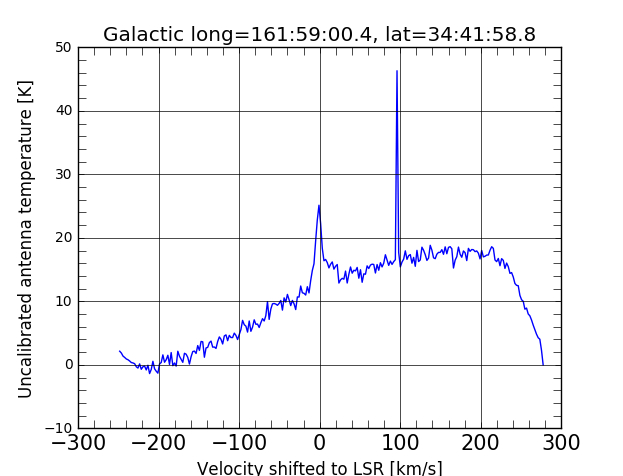 Galactic long=161:59:00.4, lat=34:41:58.8
50
40
30
20
10
0
−10
Uncalibrated antenna temperature [K]
−300 −200 −100 0 100 200 300
Velocity shifted to LSR [km/s]